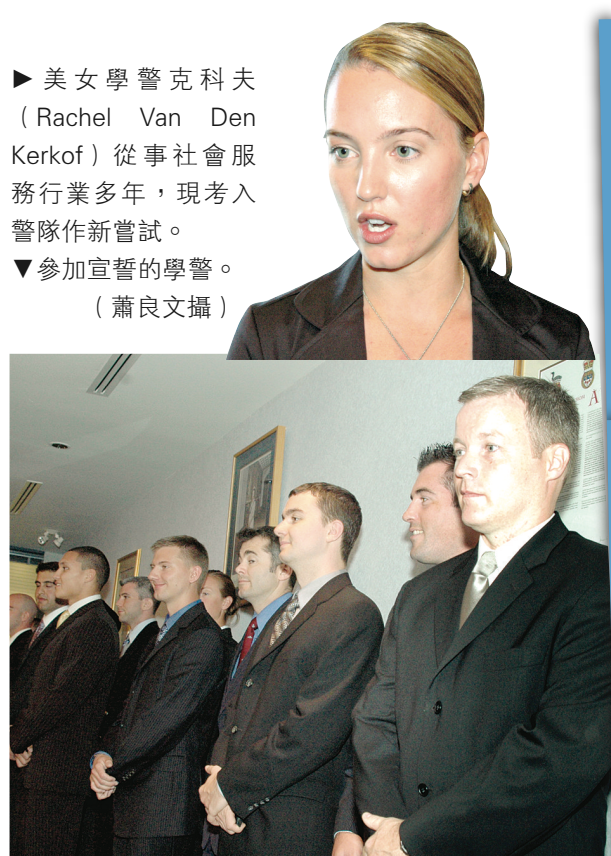 ►美女學警克科夫
（Rachel Van Den
Kerkof）從事社會服
務行業多年，現考入
警隊作新嘗試。
▼參加宣誓的學警。
（蕭良文攝）
A